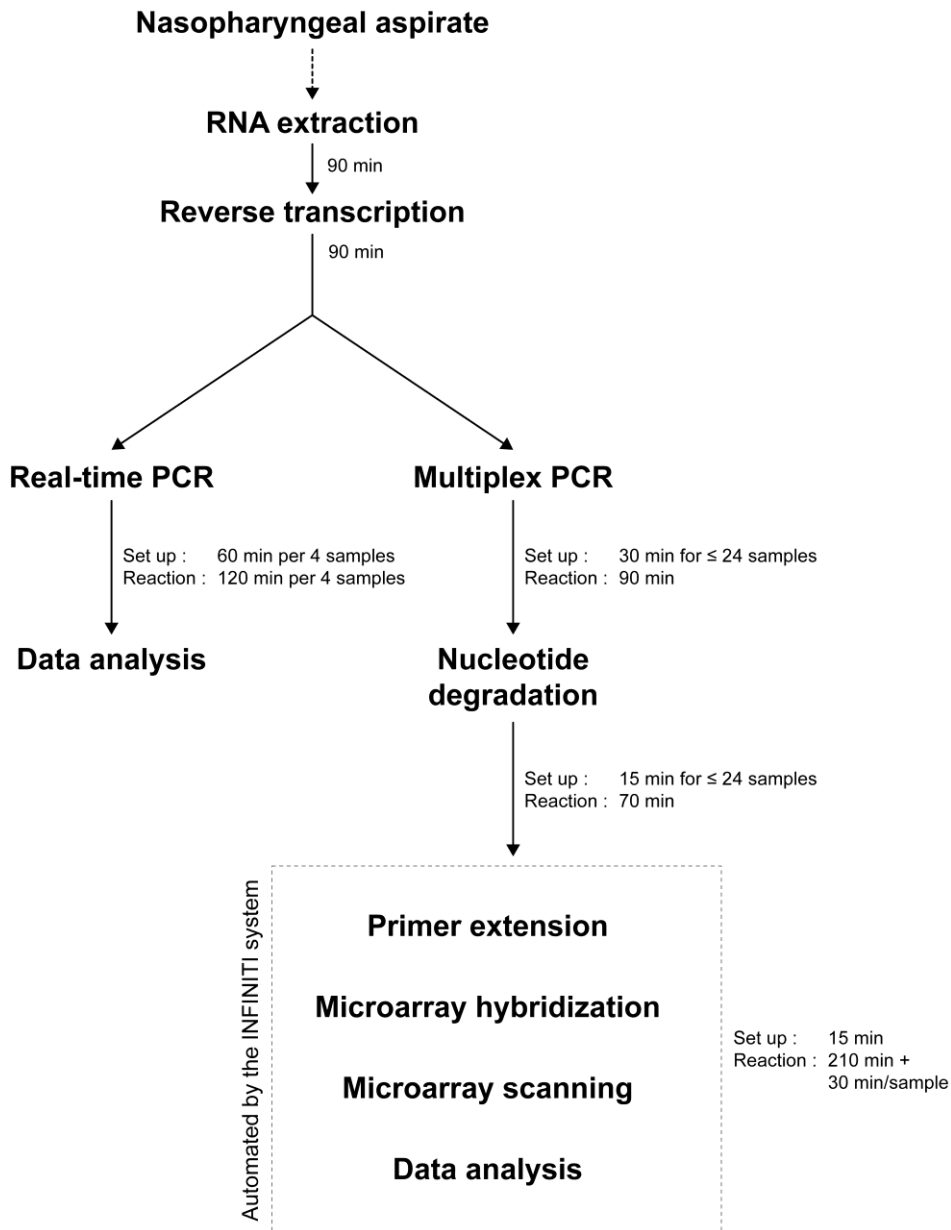 Nasopharyngeal aspirate
RNA extraction
90 min
Reverse transcription
90 min
Real-time PCR
Multiplex PCR
Set up : 60 min per 4 samples
Reaction : 120 min per 4 samples
Set up : 30 min for ≤ 24 samples
Reaction : 90 min
Data analysis
Nucleotide
degradation
Set up : 15 min for ≤ 24 samples
Reaction : 70 min
Automated by the INFINITI system
Primer extension
Microarray hybridization
Microarray scanning
Data analysis
Set up : 15 min
Reaction : 210 min +
30 min/sample